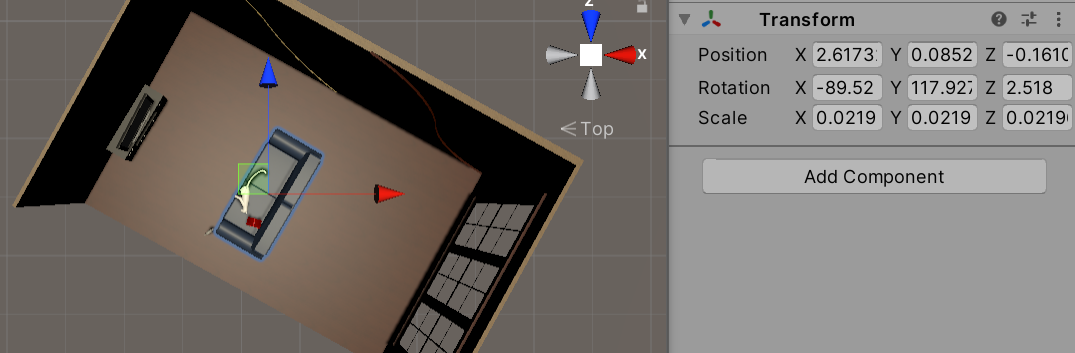 Z
X
Top
Transform
Position X 2.6173 Y 0.0852 Z -0.1610
Rotation X -89.52 Y 117.927 Z 2.518
Scale X 0.0219 Y 0.0219 Z 0.0219
Add Component